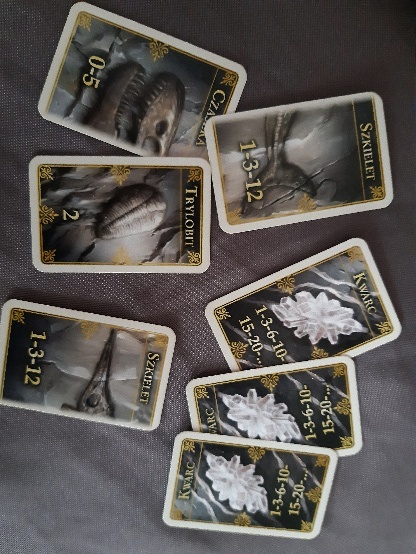 CZASZKA
0-5
SZKIELET
1-3-12
TRYLOBIT
2
KWARC
1-3-6-10-
15-20-...
SZKIELET
1-3-12
KWARC
1-3-6-10-
15-20-...
KWARC
1-3-6-10-
15-20-...